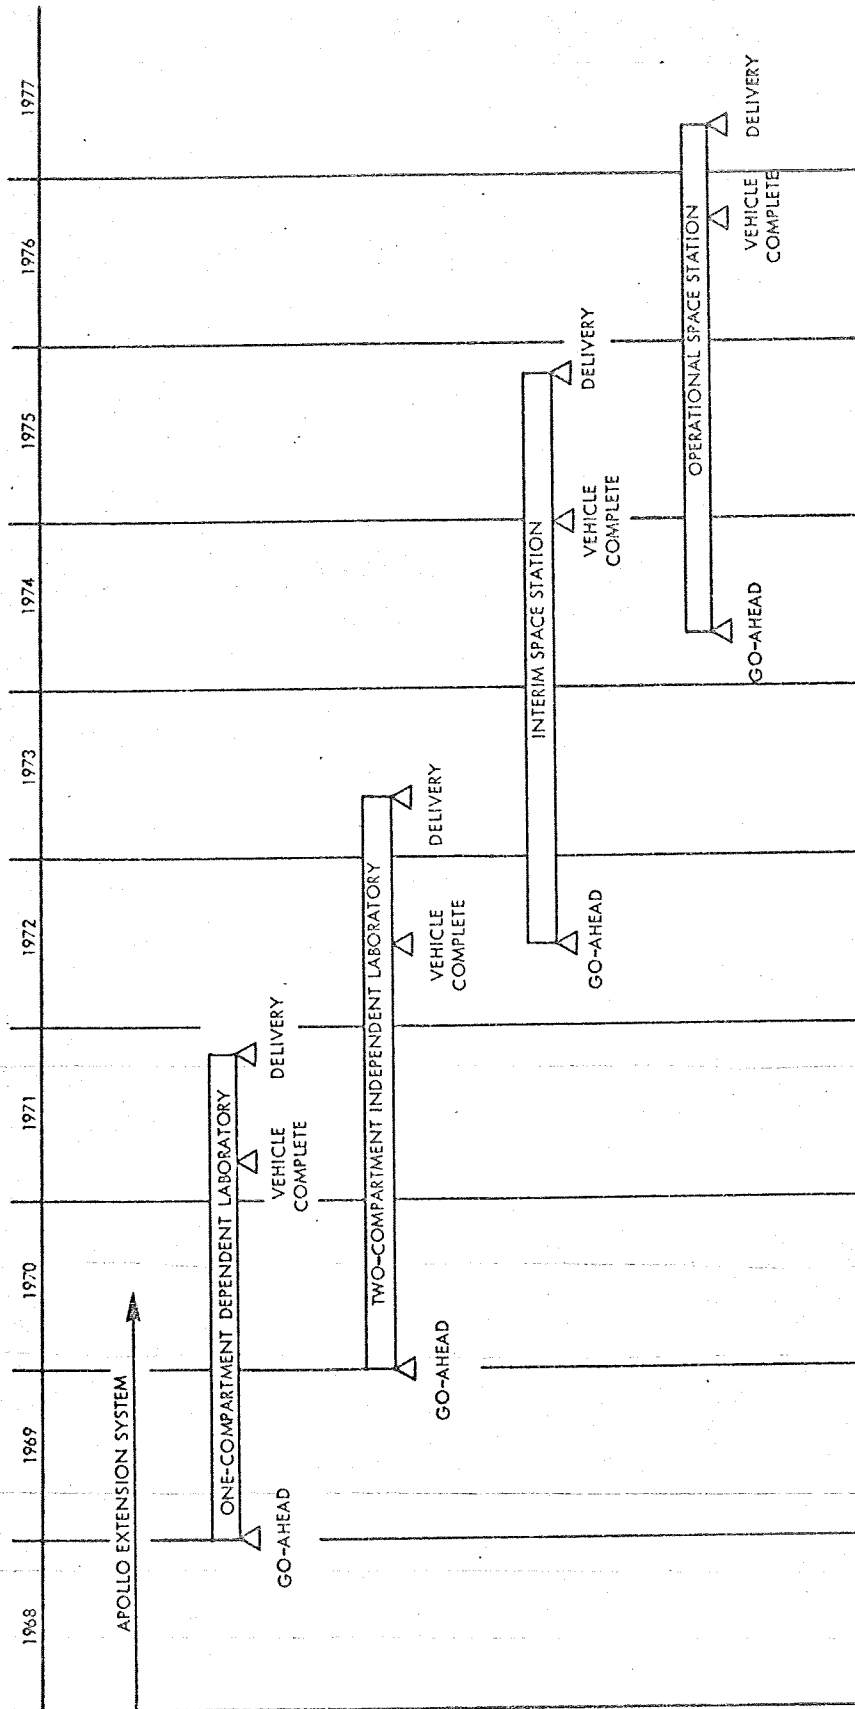 1968 1969 1970 1971 1972 1973 1974 1975 1976 1977
APOLLO EXTENSION SYSTEM
ONE-COMPARTMENT DEPENDENT LABORATORY
GO-AHEAD
VEHICLE
COMPLETE
DELIVERY
TWO-COMPARTMENT INDEPENDENT LABORATORY
GO-AHEAD
VEHICLE
COMPLETE
DELIVERY
INTERIM SPACE STATION
GO-AHEAD
VEHICLE
COMPLETE
DELIVERY
OPERATIONAL SPACE STATION
GO-AHEAD
VEHICLE
COMPLETE
DELIVERY